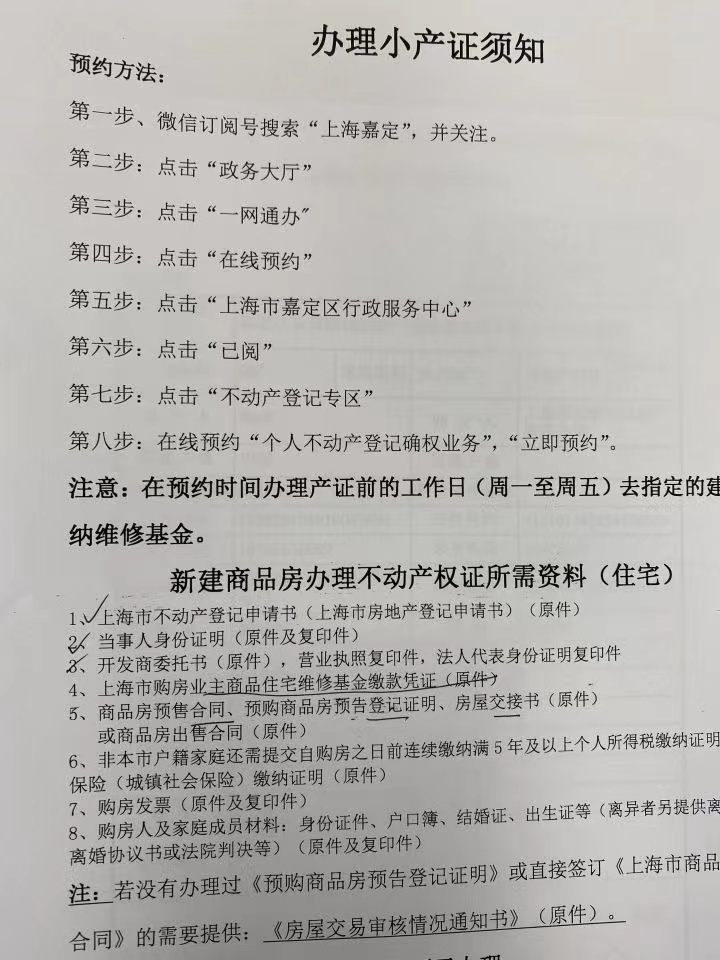 办理小产证须知
预约方法：
第一步、微信订阅号搜索“上海嘉定”，并关注。
第二步：点击“政务大厅”
第三步：点击“一网通办”
第四步：点击“在线预约”
第五步：点击“上海市嘉定区行政服务中心”
第六步：点击“已阅”
第七步：点击“不动产登记专区”
第八步：在线预约“个人不动产登记确权业务”，“立即预约”。
注意：在预约时间办理产证前的工作日（周一至周五）去指定的建
纳维修基金。
新建商品房办理不动产权证所需资料（住宅）
1、上海市不动产登记申请书（上海市房地产登记申请书）（原件）
2、当事人身份证明（原件及复印件）
3、开发商委托书（原件），营业执照复印件，法人代表身份证明复印件
4、上海市购房业主商品住宅维修基金缴款凭证（原件）
5、商品房预售合同、预购商品房预告登记证明、房屋交接书（原件）
或商品房出售合同（原件）
6、非本市户籍家庭还需提交自购房之日前连续缴纳满5年及以上个人所得税缴纳证明
保险（城镇社会保险）缴纳证明（原件）
7、购房发票（原件及复印件）
8、购房人及家庭成员材料：身份证件、户口簿、结婚证、出生证等（离异者另提供离
离婚协议书或法院判决等）（原件及复印件）
注：若没有办理过《预购商品房预告登记证明》或直接签订《上海市商品
合同》的需要提供：《房屋交易审核情况通知书》（原件）。